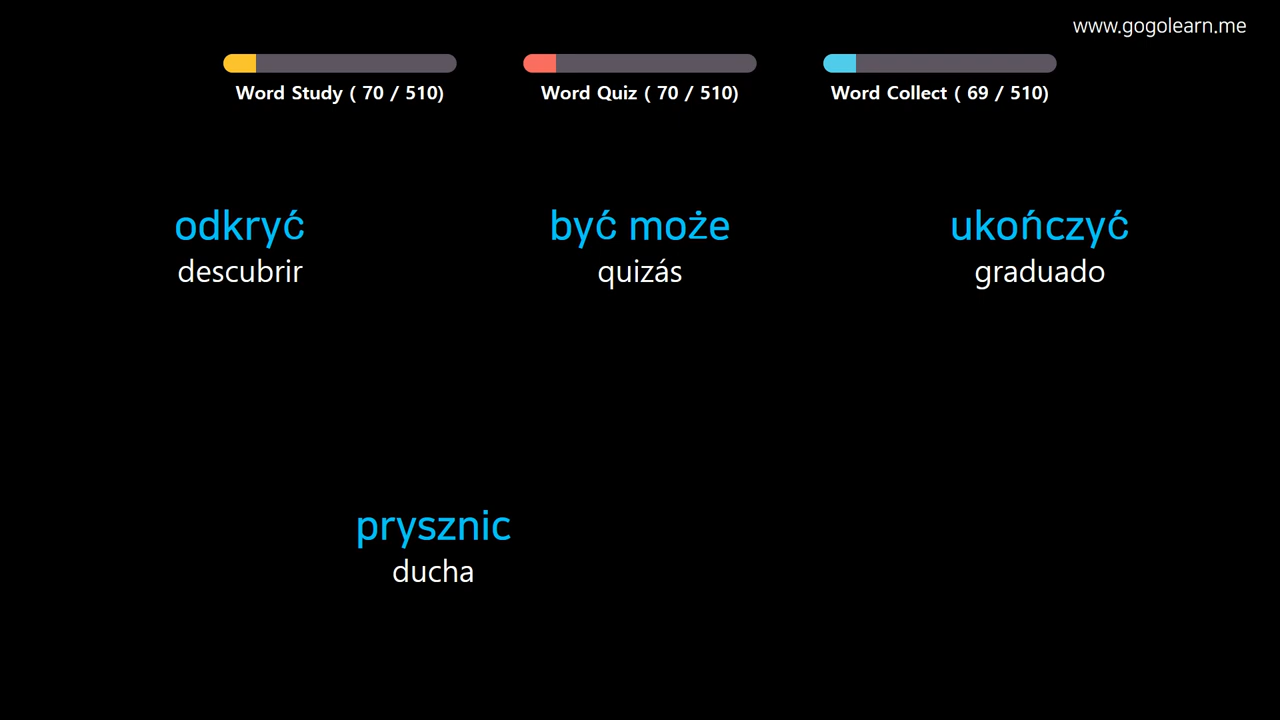 www.gogolearn.me
Word Study ( 70 / 510)
Word Quiz ( 70 / 510)
Word Collect ( 69 / 510)
odkryć
descubrir
być może
quizás
ukończyć
graduado
prysznic
ducha